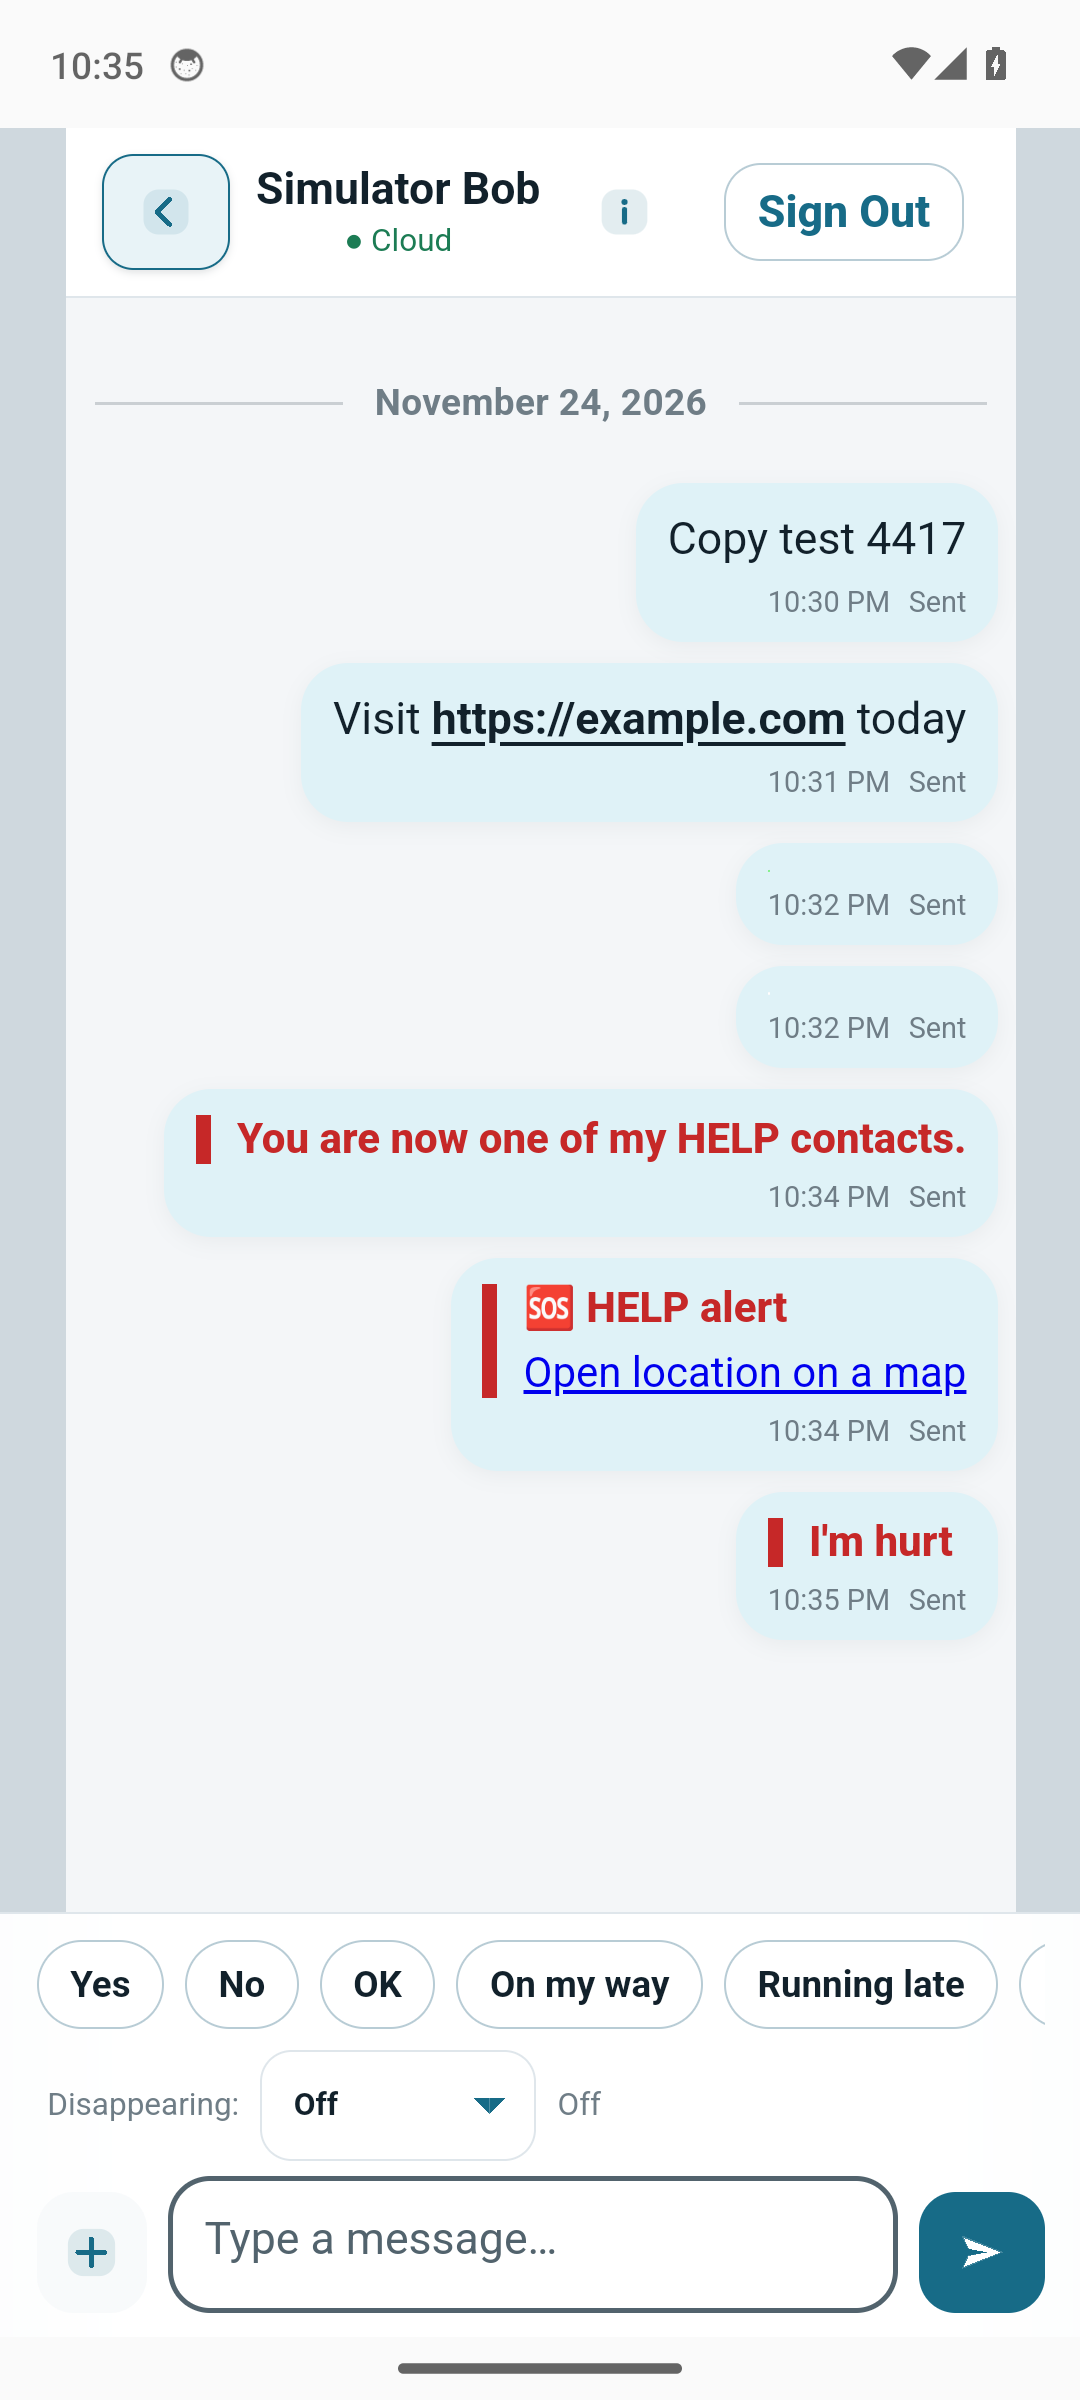 10:35
Simulator Bob
Cloud
Sign Out
November 24, 2026
Copy test 4417
10:30 PM Sent
Visit https://example.com today
10:31 PM Sent
10:32 PM Sent
10:32 PM Sent
You are now one of my HELP contacts.
10:34 PM Sent
🆘 HELP alert
Open location on a map
10:34 PM Sent
I'm hurt
10:35 PM Sent
Yes No OK On my way Running late
Disappearing: Off Off
Type a message…